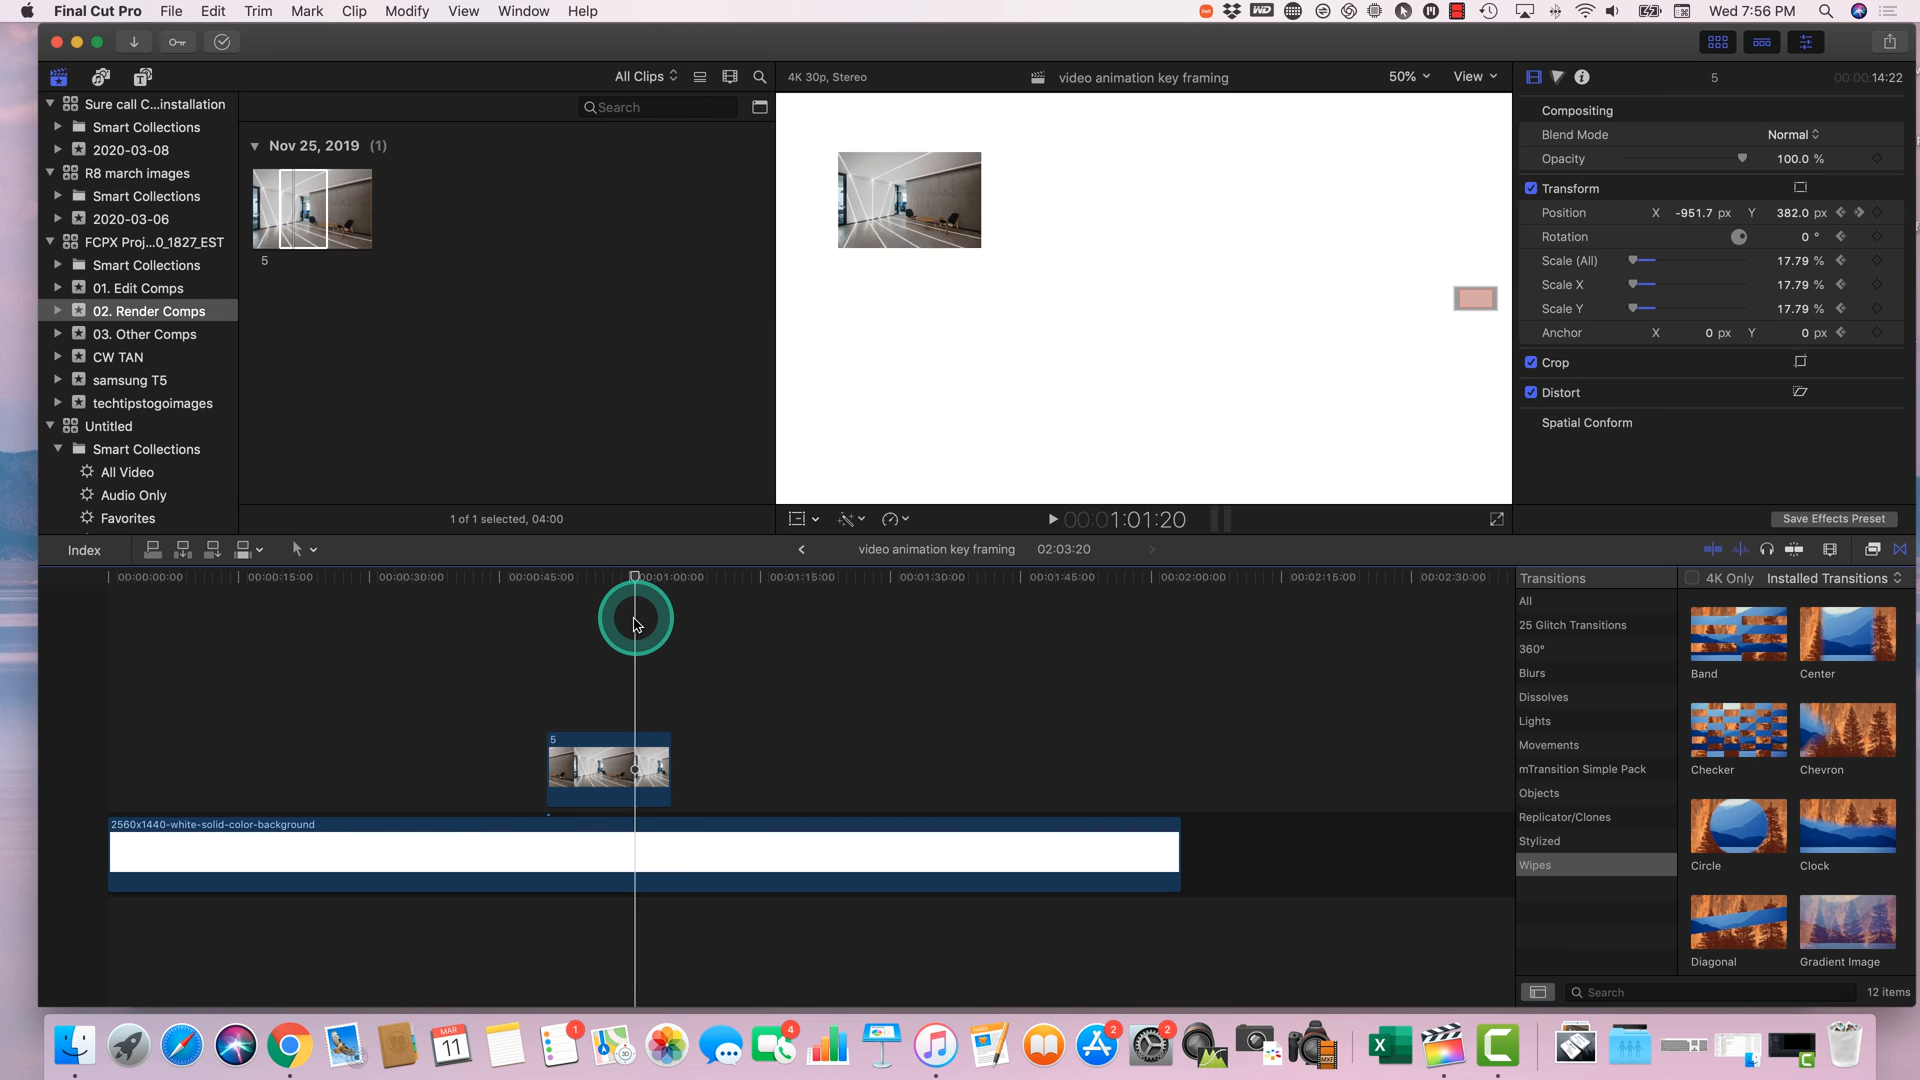 Final Cut Pro File Edit Trim Mark Clip Modify View Window Help Wed 7:56 PM
All Clips 4K 30p, Stereo video animation key framing 50% View 5 00:00:14:22
Sure call C...installation
Smart Collections
2020-03-08
R8 march images
Smart Collections
2020-03-06
FCPX Proj...0_1827_EST
Smart Collections
01. Edit Comps
02. Render Comps
03. Other Comps
CW TAN
samsung T5
techtipstogoimages
Untitled
Smart Collections
All Video
Audio Only
Favorites
Search
Nov 25, 2019 (1)
5
1 of 1 selected, 04:00
00:01:01:20
Compositing
Blend Mode Normal
Opacity 100.0 %
Transform
Position X -951.7 px Y 382.0 px
Rotation 0 °
Scale (All) 17.79 %
Scale X 17.79 %
Scale Y 17.79 %
Anchor X 0 px Y 0 px
Crop
Distort
Spatial Conform
Save Effects Preset
Index video animation key framing 02:03:20
00:00:00:00 00:00:15:00 00:00:30:00 00:00:45:00 00:01:00:00 00:01:15:00 00:01:30:00 00:01:45:00 00:02:00:00 00:02:15:00 00:02:30:00
5
2560x1440-white-solid-color-background
Transitions 4K Only Installed Transitions
All
25 Glitch Transitions
360°
Blurs
Dissolves
Lights
Movements
mTransition Simple Pack
Objects
Replicator/Clones
Stylized
Wipes
Band Center
Checker Chevron
Circle Clock
Diagonal Gradient Image
Search 12 items
MAR
11
1
4
2
2